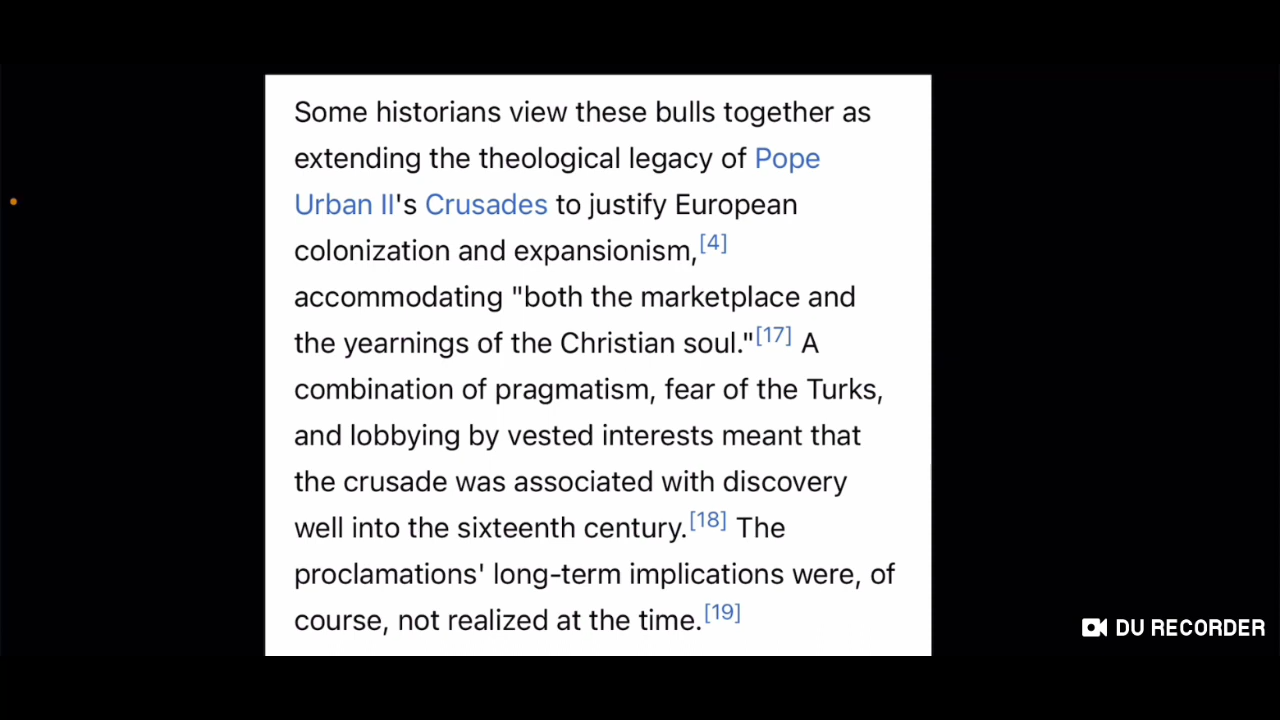 Some historians view these bulls together as
extending the theological legacy of Pope
Urban II's Crusades to justify European
colonization and expansionism,[4]
accommodating "both the marketplace and
the yearnings of the Christian soul."[17] A
combination of pragmatism, fear of the Turks,
and lobbying by vested interests meant that
the crusade was associated with discovery
well into the sixteenth century.[18] The
proclamations' long-term implications were, of
course, not realized at the time.[19]
DU RECORDER